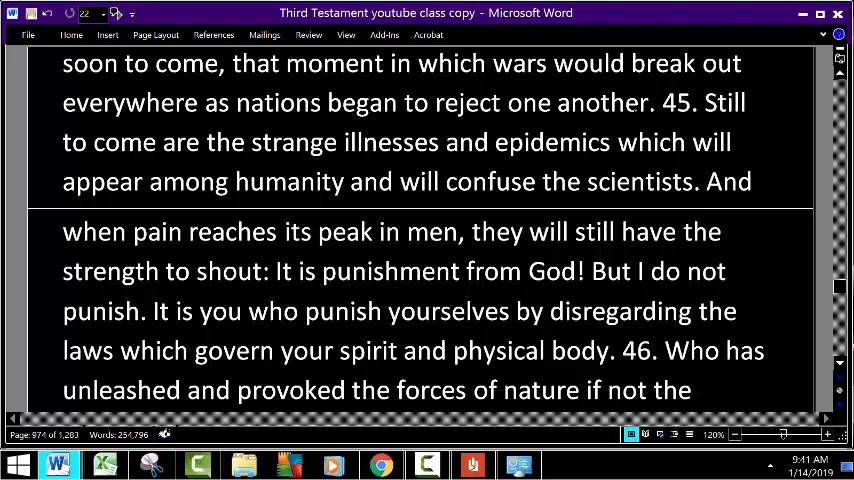 22
Third Testament youtube class copy - Microsoft Word
File Home Insert Page Layout References Mailings Review View Add-Ins Acrobat
soon to come, that moment in which wars would break out
everywhere as nations began to reject one another. 45. Still
to come are the strange illnesses and epidemics which will
appear among humanity and will confuse the scientists. And
when pain reaches its peak in men, they will still have the
strength to shout: It is punishment from God! But I do not
punish. It is you who punish yourselves by disregarding the
laws which govern your spirit and physical body. 46. Who has
unleashed and provoked the forces of nature if not the
Page: 974 of 1,283 Words: 254,796 120%
9:41 AM
1/14/2019